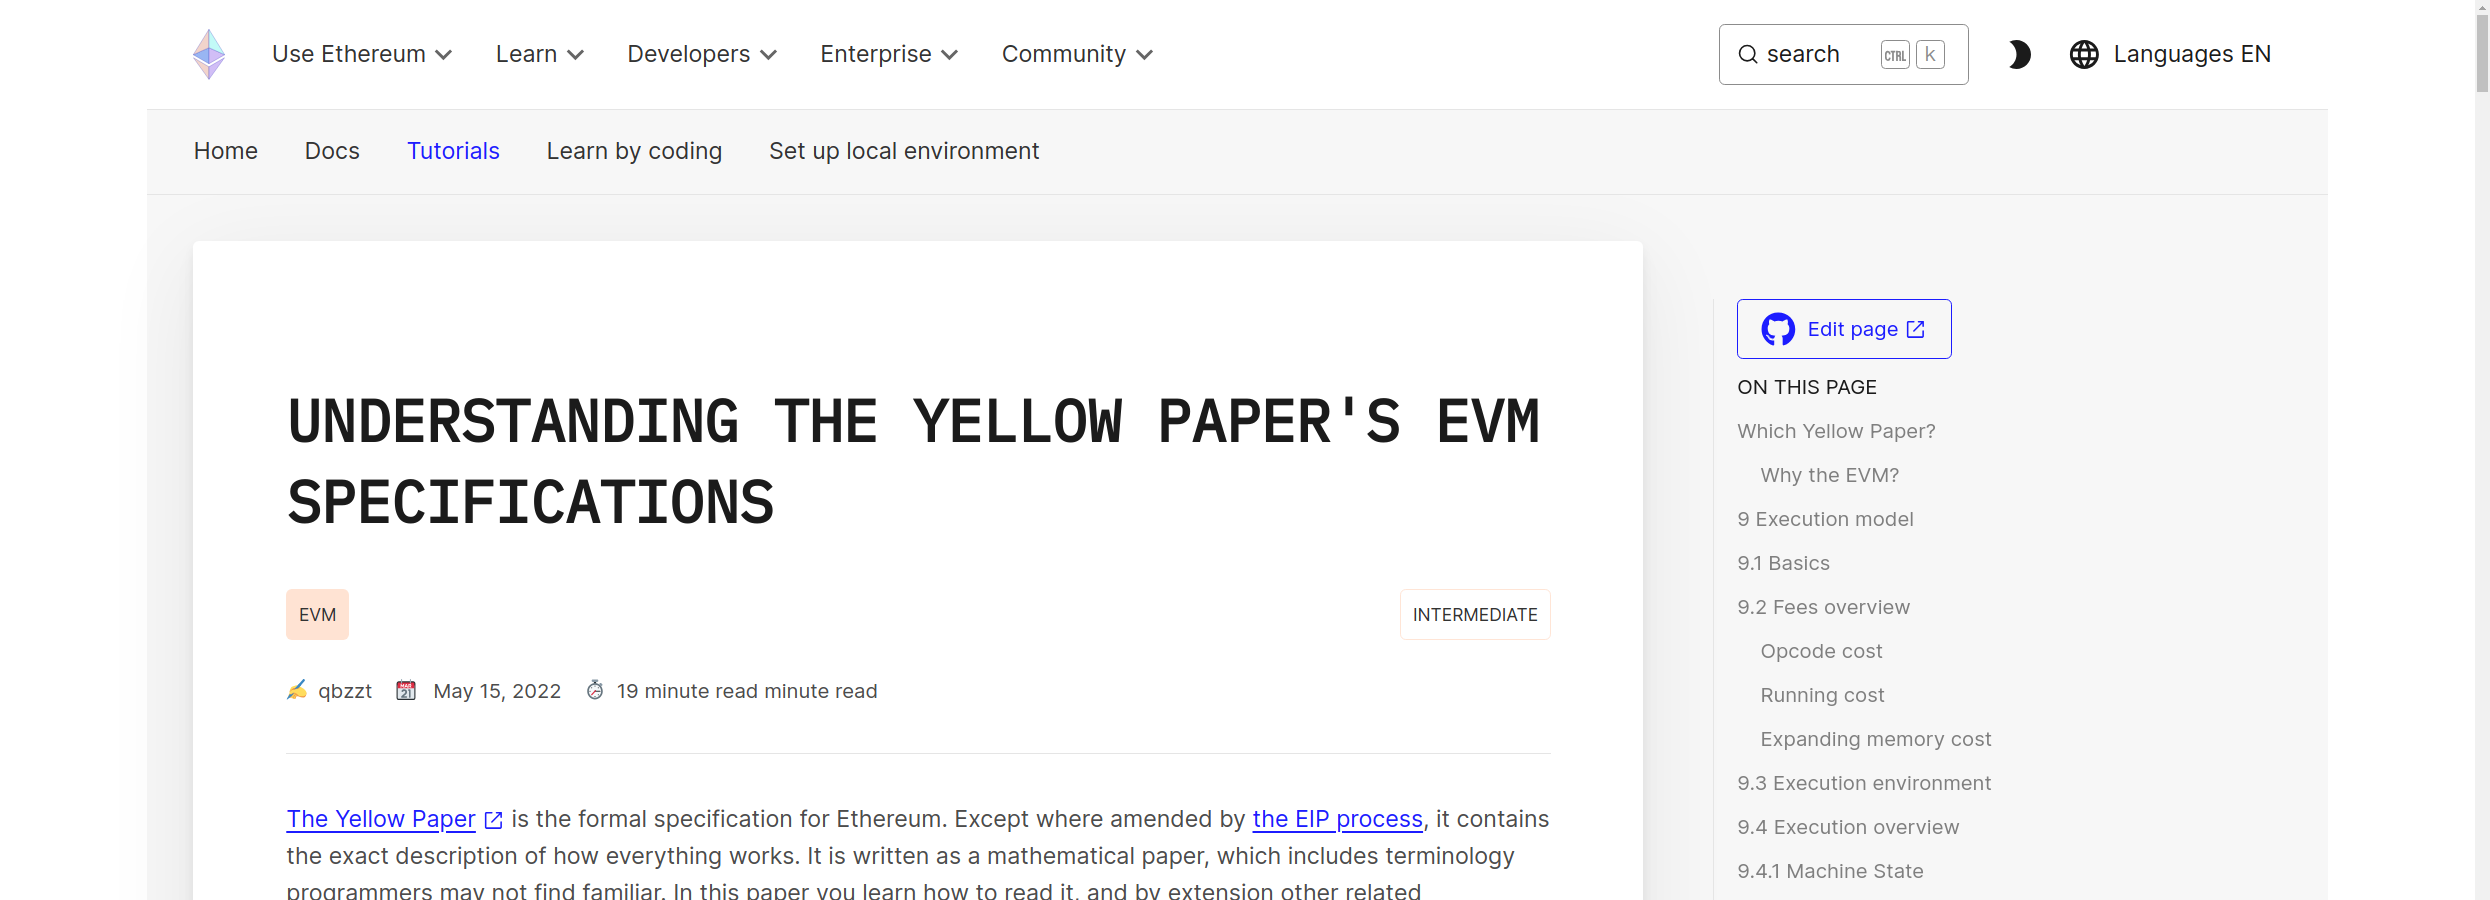 Use Ethereum Learn Developers Enterprise Community search CTRL k Languages EN
Home Docs Tutorials Learn by coding Set up local environment
UNDERSTANDING THE YELLOW PAPER'S EVM
SPECIFICATIONS
EVM INTERMEDIATE
qbzzt May 15, 2022 19 minute read minute read
The Yellow Paper is the formal specification for Ethereum. Except where amended by the EIP process, it contains
the exact description of how everything works. It is written as a mathematical paper, which includes terminology
programmers may not find familiar. In this paper you learn how to read it, and by extension other related
Edit page
ON THIS PAGE
Which Yellow Paper?
Why the EVM?
9 Execution model
9.1 Basics
9.2 Fees overview
Opcode cost
Running cost
Expanding memory cost
9.3 Execution environment
9.4 Execution overview
9.4.1 Machine State